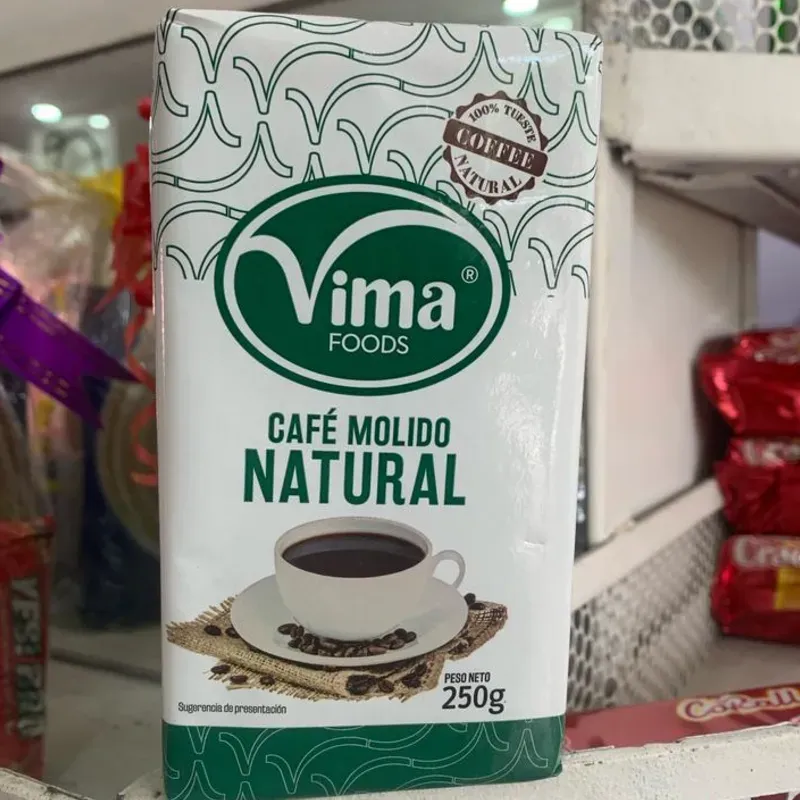 100% TUESTE
COFFEE
NATURAL
Vima®
FOODS
CAFÉ MOLIDO
NATURAL
PESO NETO
250g
Sugerencia de presentación